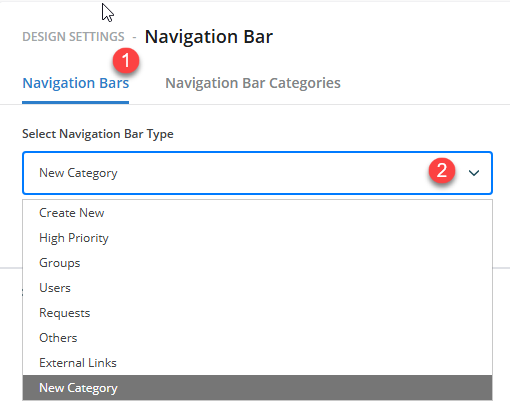 DESIGN SETTINGS - Navigation Bar
1
Navigation Bars Navigation Bar Categories
Select Navigation Bar Type
New Category 2
Create New
High Priority
Groups
Users
Requests
Others
External Links
New Category